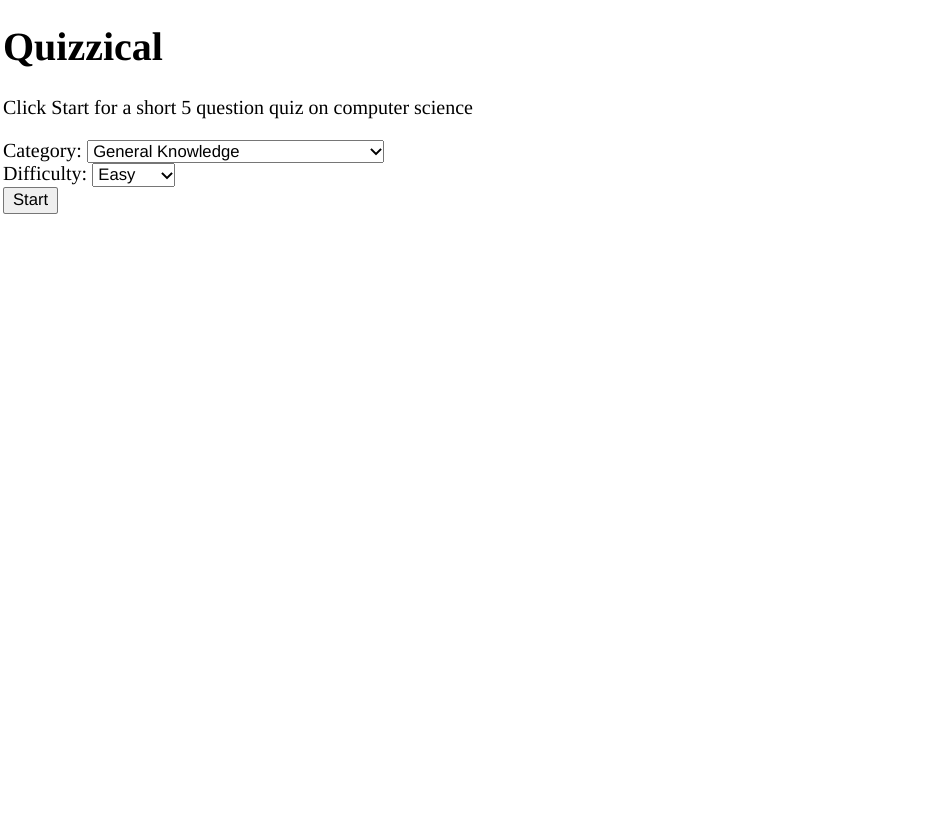 Quizzical
Click Start for a short 5 question quiz on computer science
Category: General Knowledge
Difficulty: Easy
Start